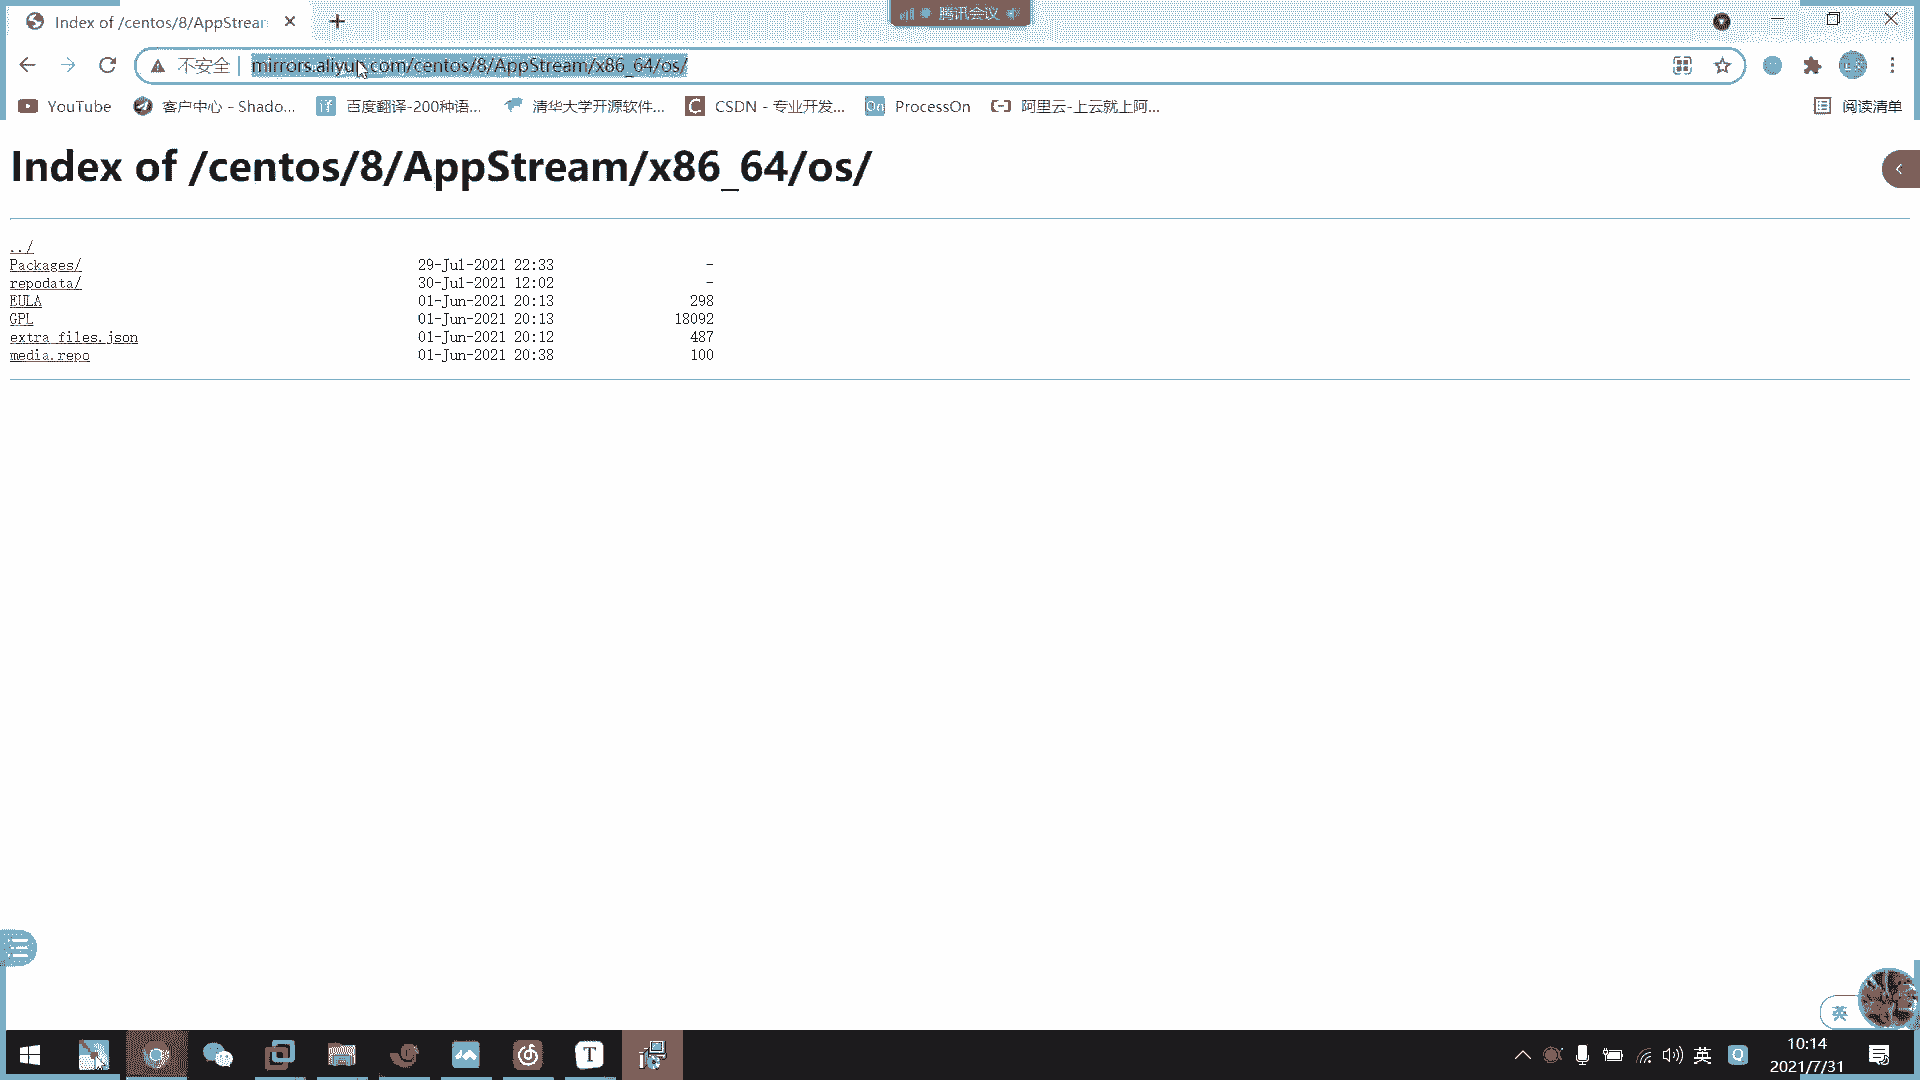 Index of /centos/8/AppStream
腾讯会议
不安全 | mirrors.aliyun.com/centos/8/AppStream/x86_64/os/
YouTube 客户中心 - Shado... 百度翻译-200种语... 清华大学开源软件... CSDN - 专业开发... ProcessOn 阿里云-上云就上阿... 阅读清单
Index of /centos/8/AppStream/x86_64/os/
../
Packages/ 29-Jul-2021 22:33 -
repodata/ 30-Jul-2021 12:02 -
EULA 01-Jun-2021 20:13 298
GPL 01-Jun-2021 20:13 18092
extra_files.json 01-Jun-2021 20:12 487
media.repo 01-Jun-2021 20:38 100
英
英
10:14
2021/7/31